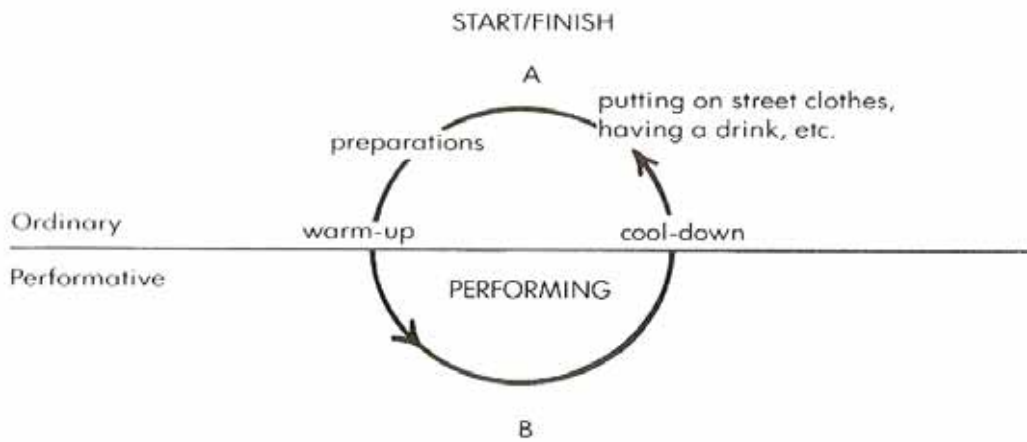 START/FINISH
A
putting on street clothes,
having a drink, etc.
preparations
Ordinary
warm-up
cool-down
Performative
PERFORMING
B